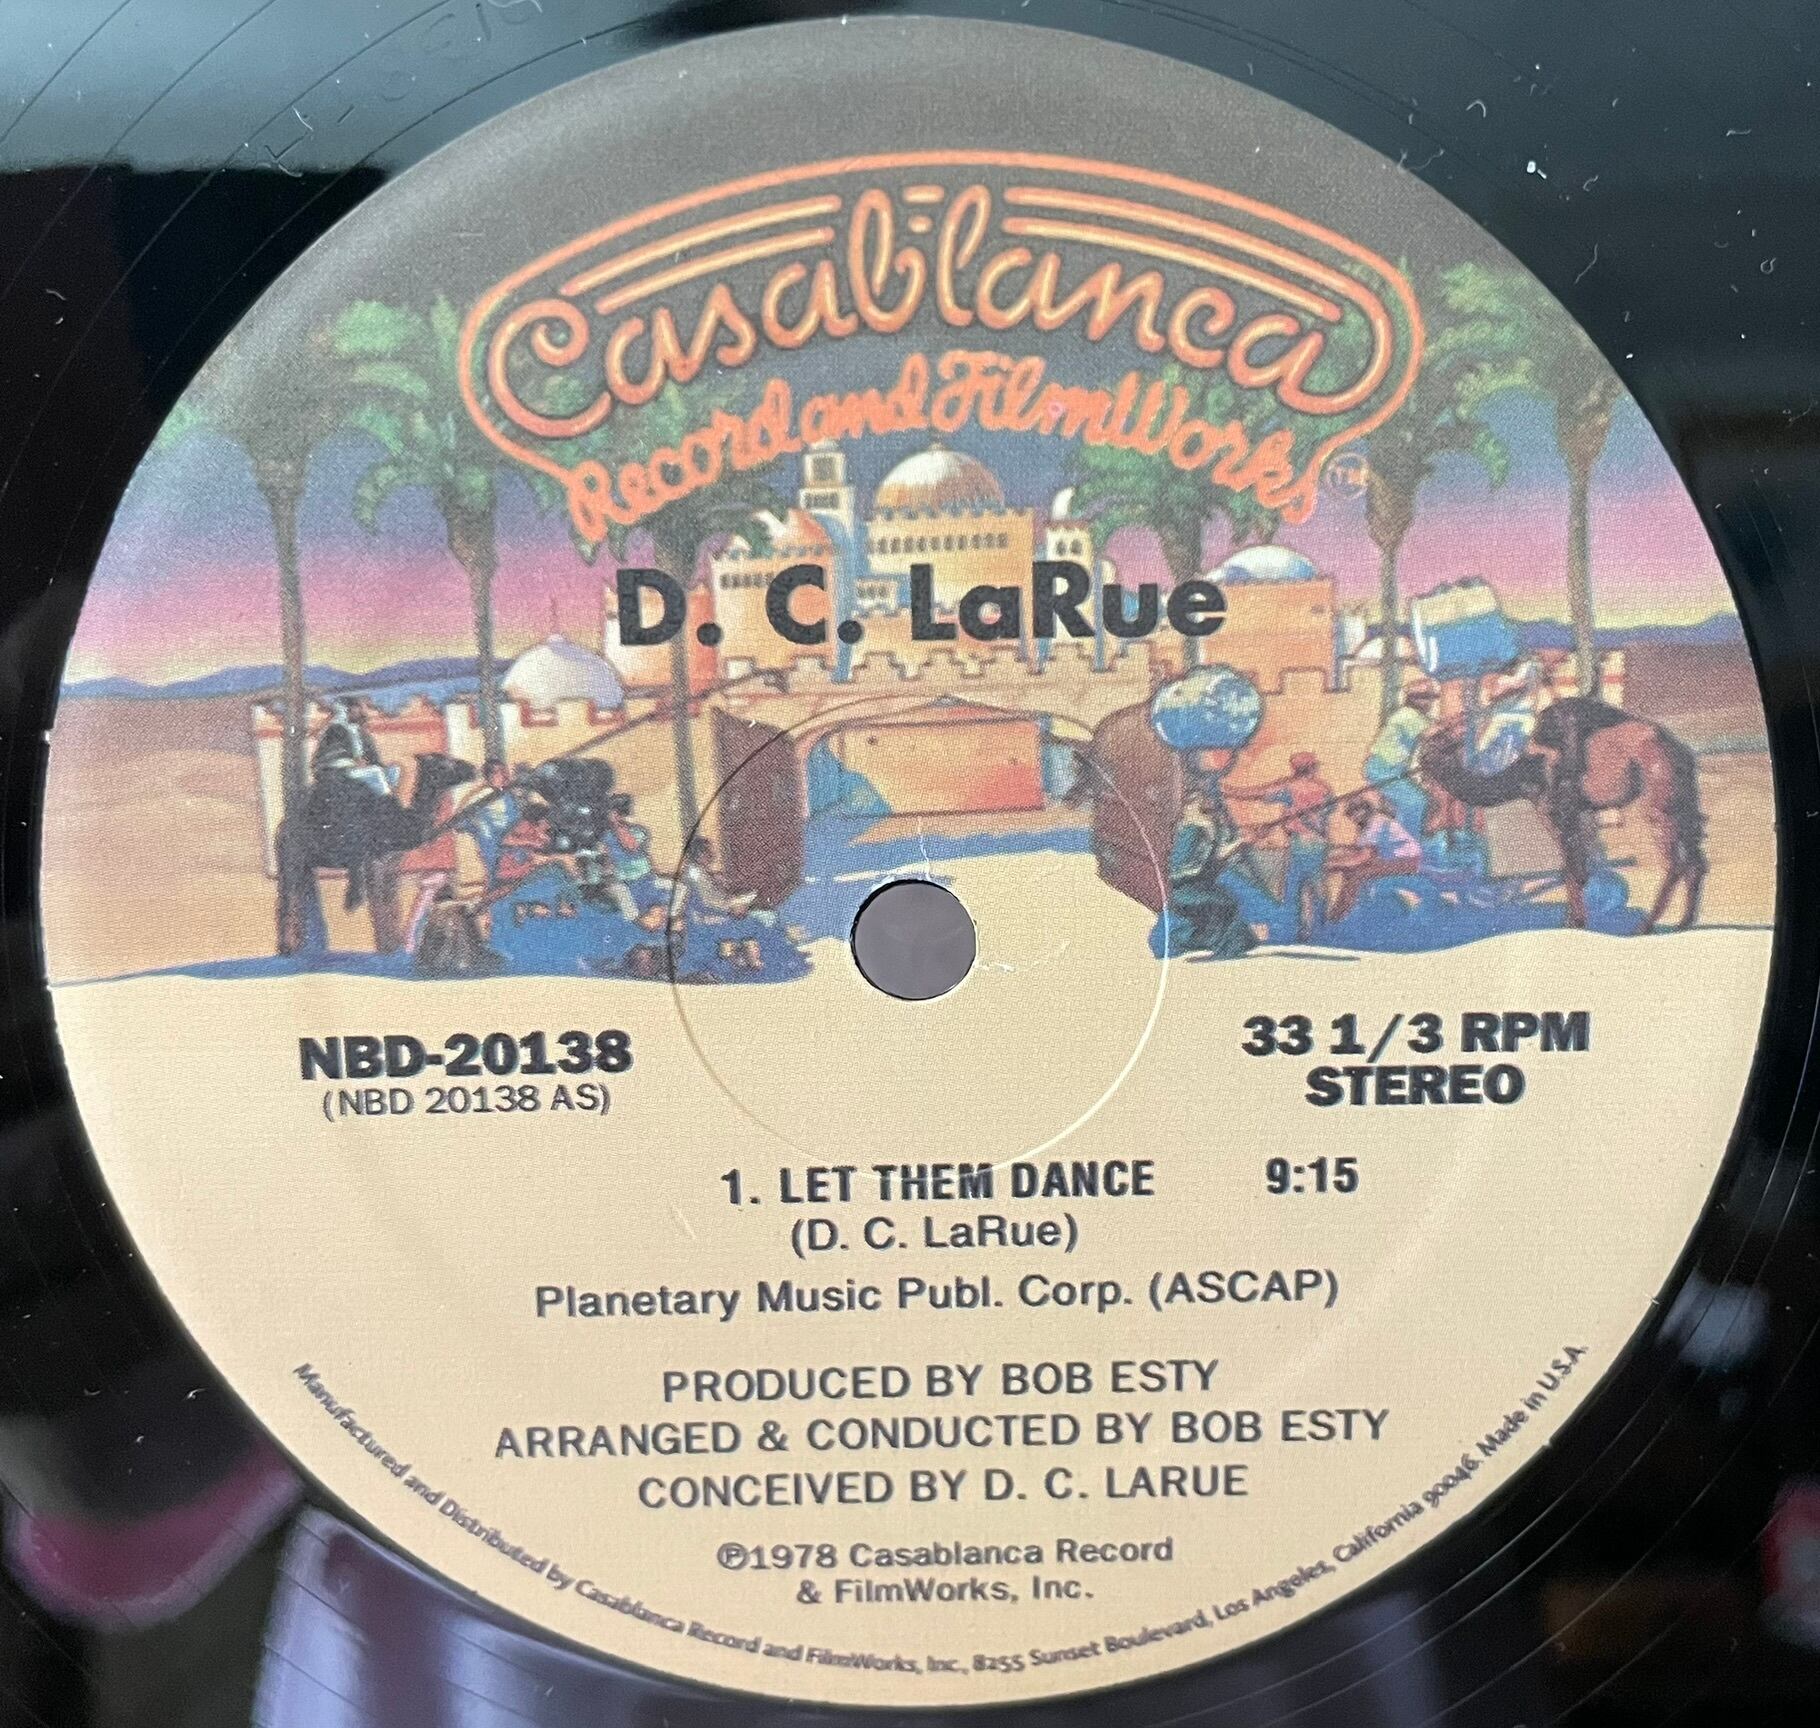 Casablanca
Record and FilmWorks TM
D. C. LaRue
NBD-20138
(NBD 20138 AS)
33 1/3 RPM
STEREO
1. LET THEM DANCE 9:15
(D. C. LaRue)
Planetary Music Publ. Corp. (ASCAP)
PRODUCED BY BOB ESTY
ARRANGED & CONDUCTED BY BOB ESTY
CONCEIVED BY D. C. LARUE
℗1978 Casablanca Record
& FilmWorks, Inc.
Manufactured and Distributed by Casablanca Record and FilmWorks, Inc., 8255 Sunset Boulevard, Los Angeles, California 90046. Made in U.S.A.